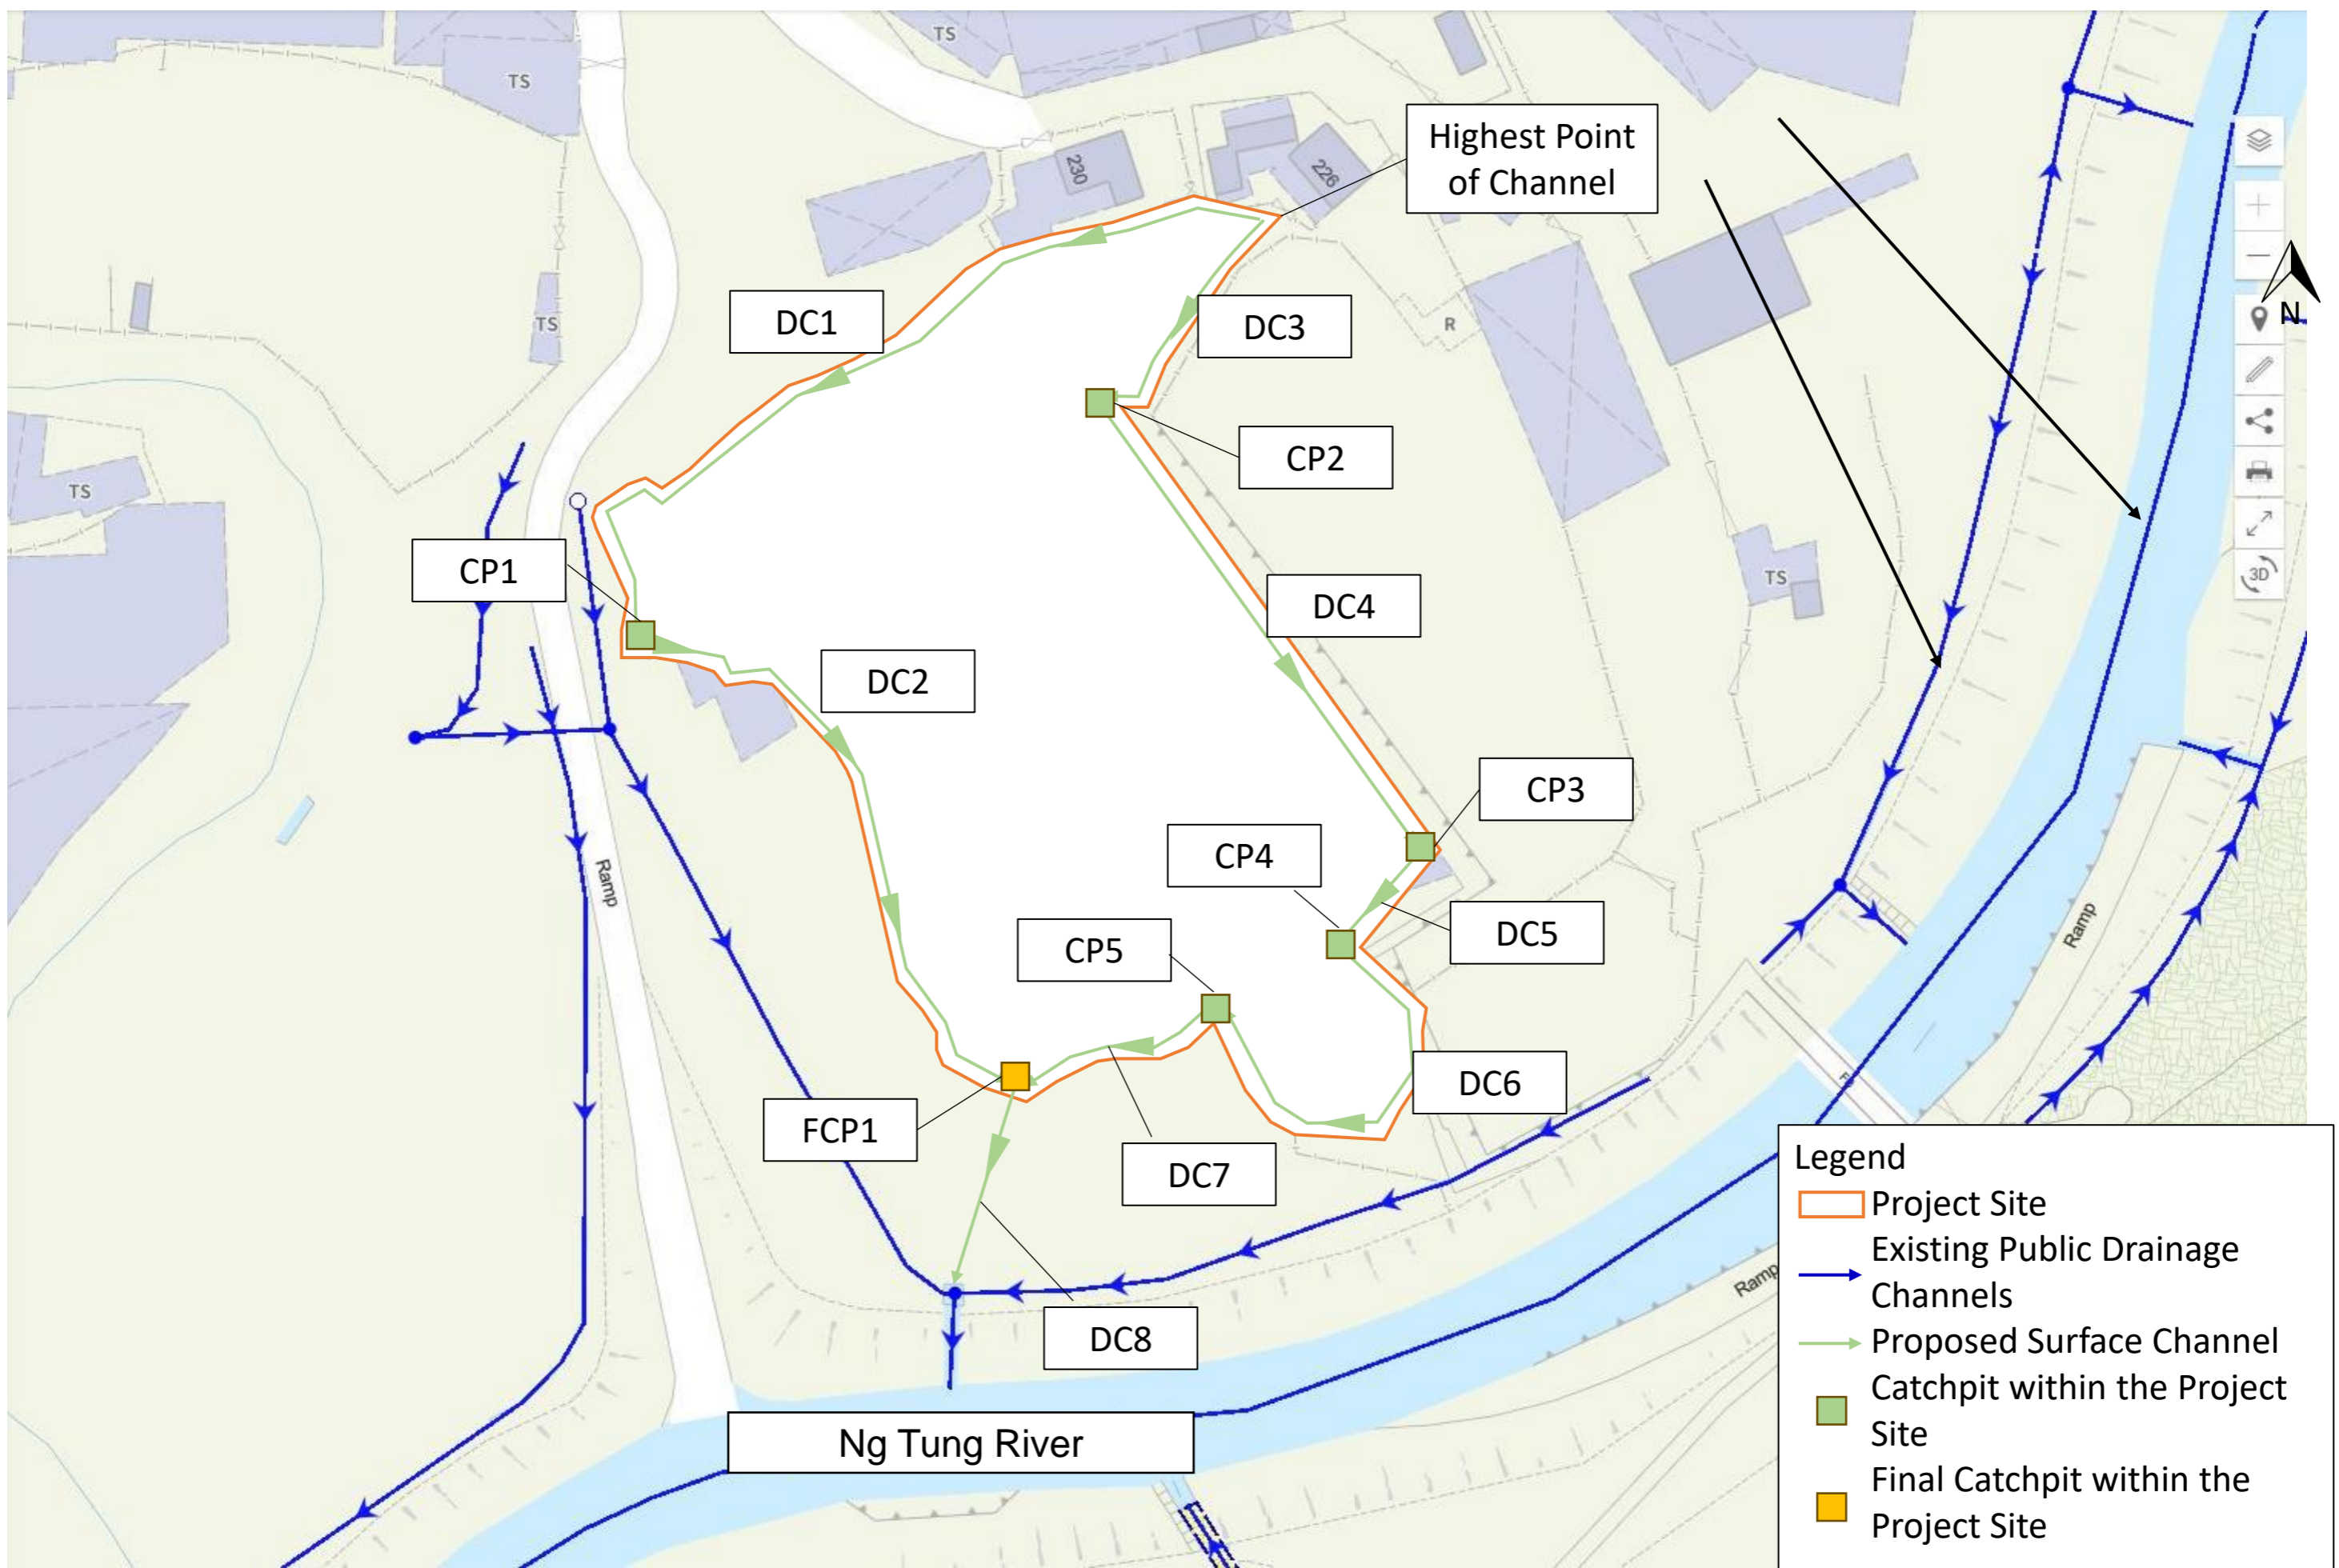 TS
TS
230
226
Highest Point
of Channel
N
DC1
TS
DC3
R
CP2
TS
CP1
3D
DC4
TS
DC2
CP3
CP4
Ramp
DC5
Ramp
CP5
DC6
FCP1
DC7
Ramp
DC8
Ng Tung River
Legend
Project Site
Existing Public Drainage
Channels
Proposed Surface Channel
Catchpit within the Project
Site
Final Catchpit within the
Project Site